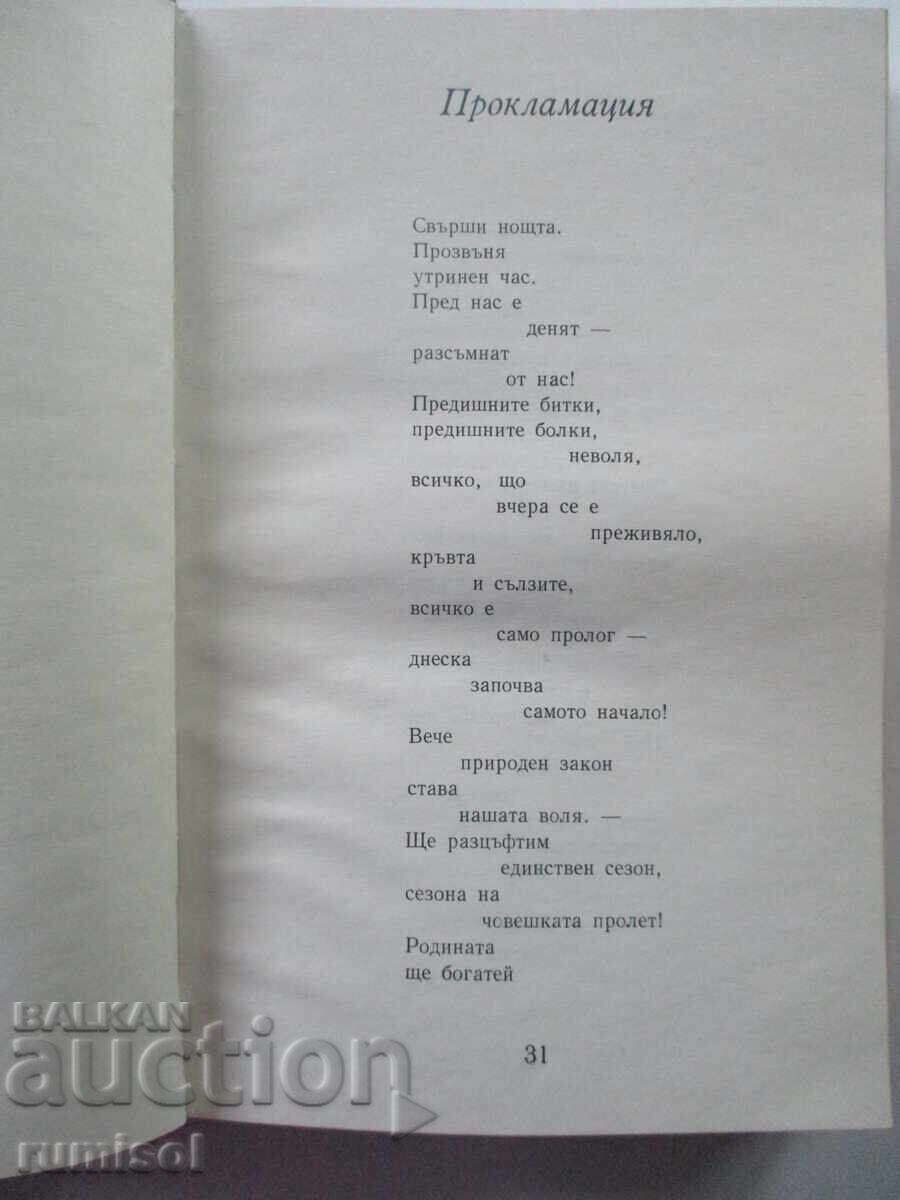 Прокламация
Свърши нощта.
Прозвъня
утринен час.
Пред нас е
денят —
разсъмнат
от нас!
Предишните битки,
предишните болки,
неволя,
всичко, що
вчера се е
преживяло,
кръвта
и сълзите,
всичко е
само пролог —
днеска
започва
самото начало!
Вече
природен закон
става
нашата воля. —
Ще разцъфтим
единствен сезон,
сезона на
човешката пролет!
Родината
ще богатей
31
BALKAN
auction
rumisol